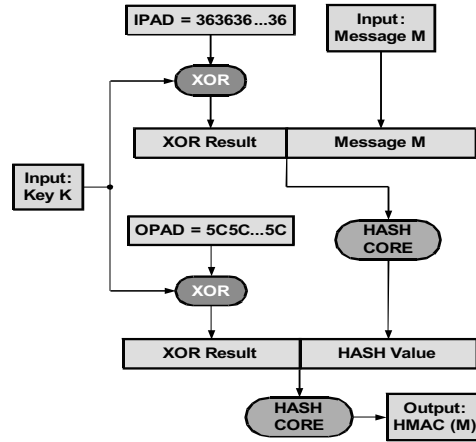 IPAD = 363636...36
Input:
Message M
XOR
XOR Result
Message M
Input:
Key K
OPAD = 5C5C...5C
HASH
CORE
XOR
XOR Result
HASH Value
HASH
CORE
Output:
HMAC (M)